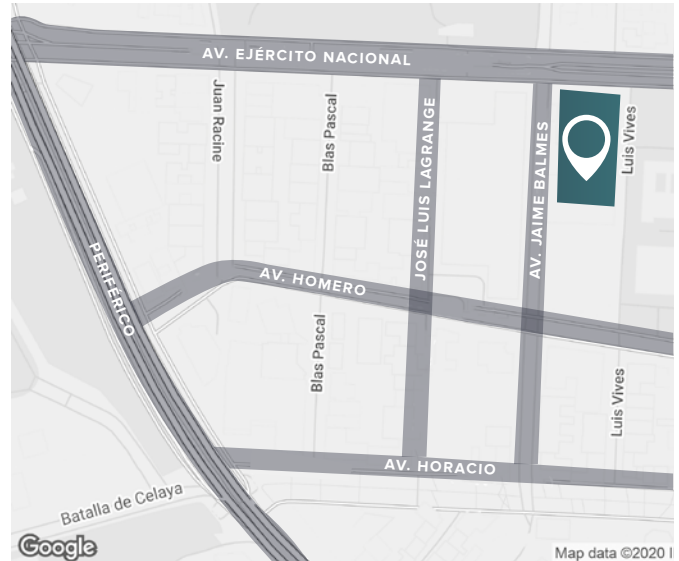 AV. EJÉRCITO NACIONAL
Juan Racine
Blas Pascal
JOSÉ LUIS LAGRANGE
AV. JAIME BALMES
Luis Vives
PERIFÉRICO
AV. HOMERO
Blas Pascal
Luis Vives
AV. HORACIO
Batalla de Celaya
Google
Map data ©2020 I